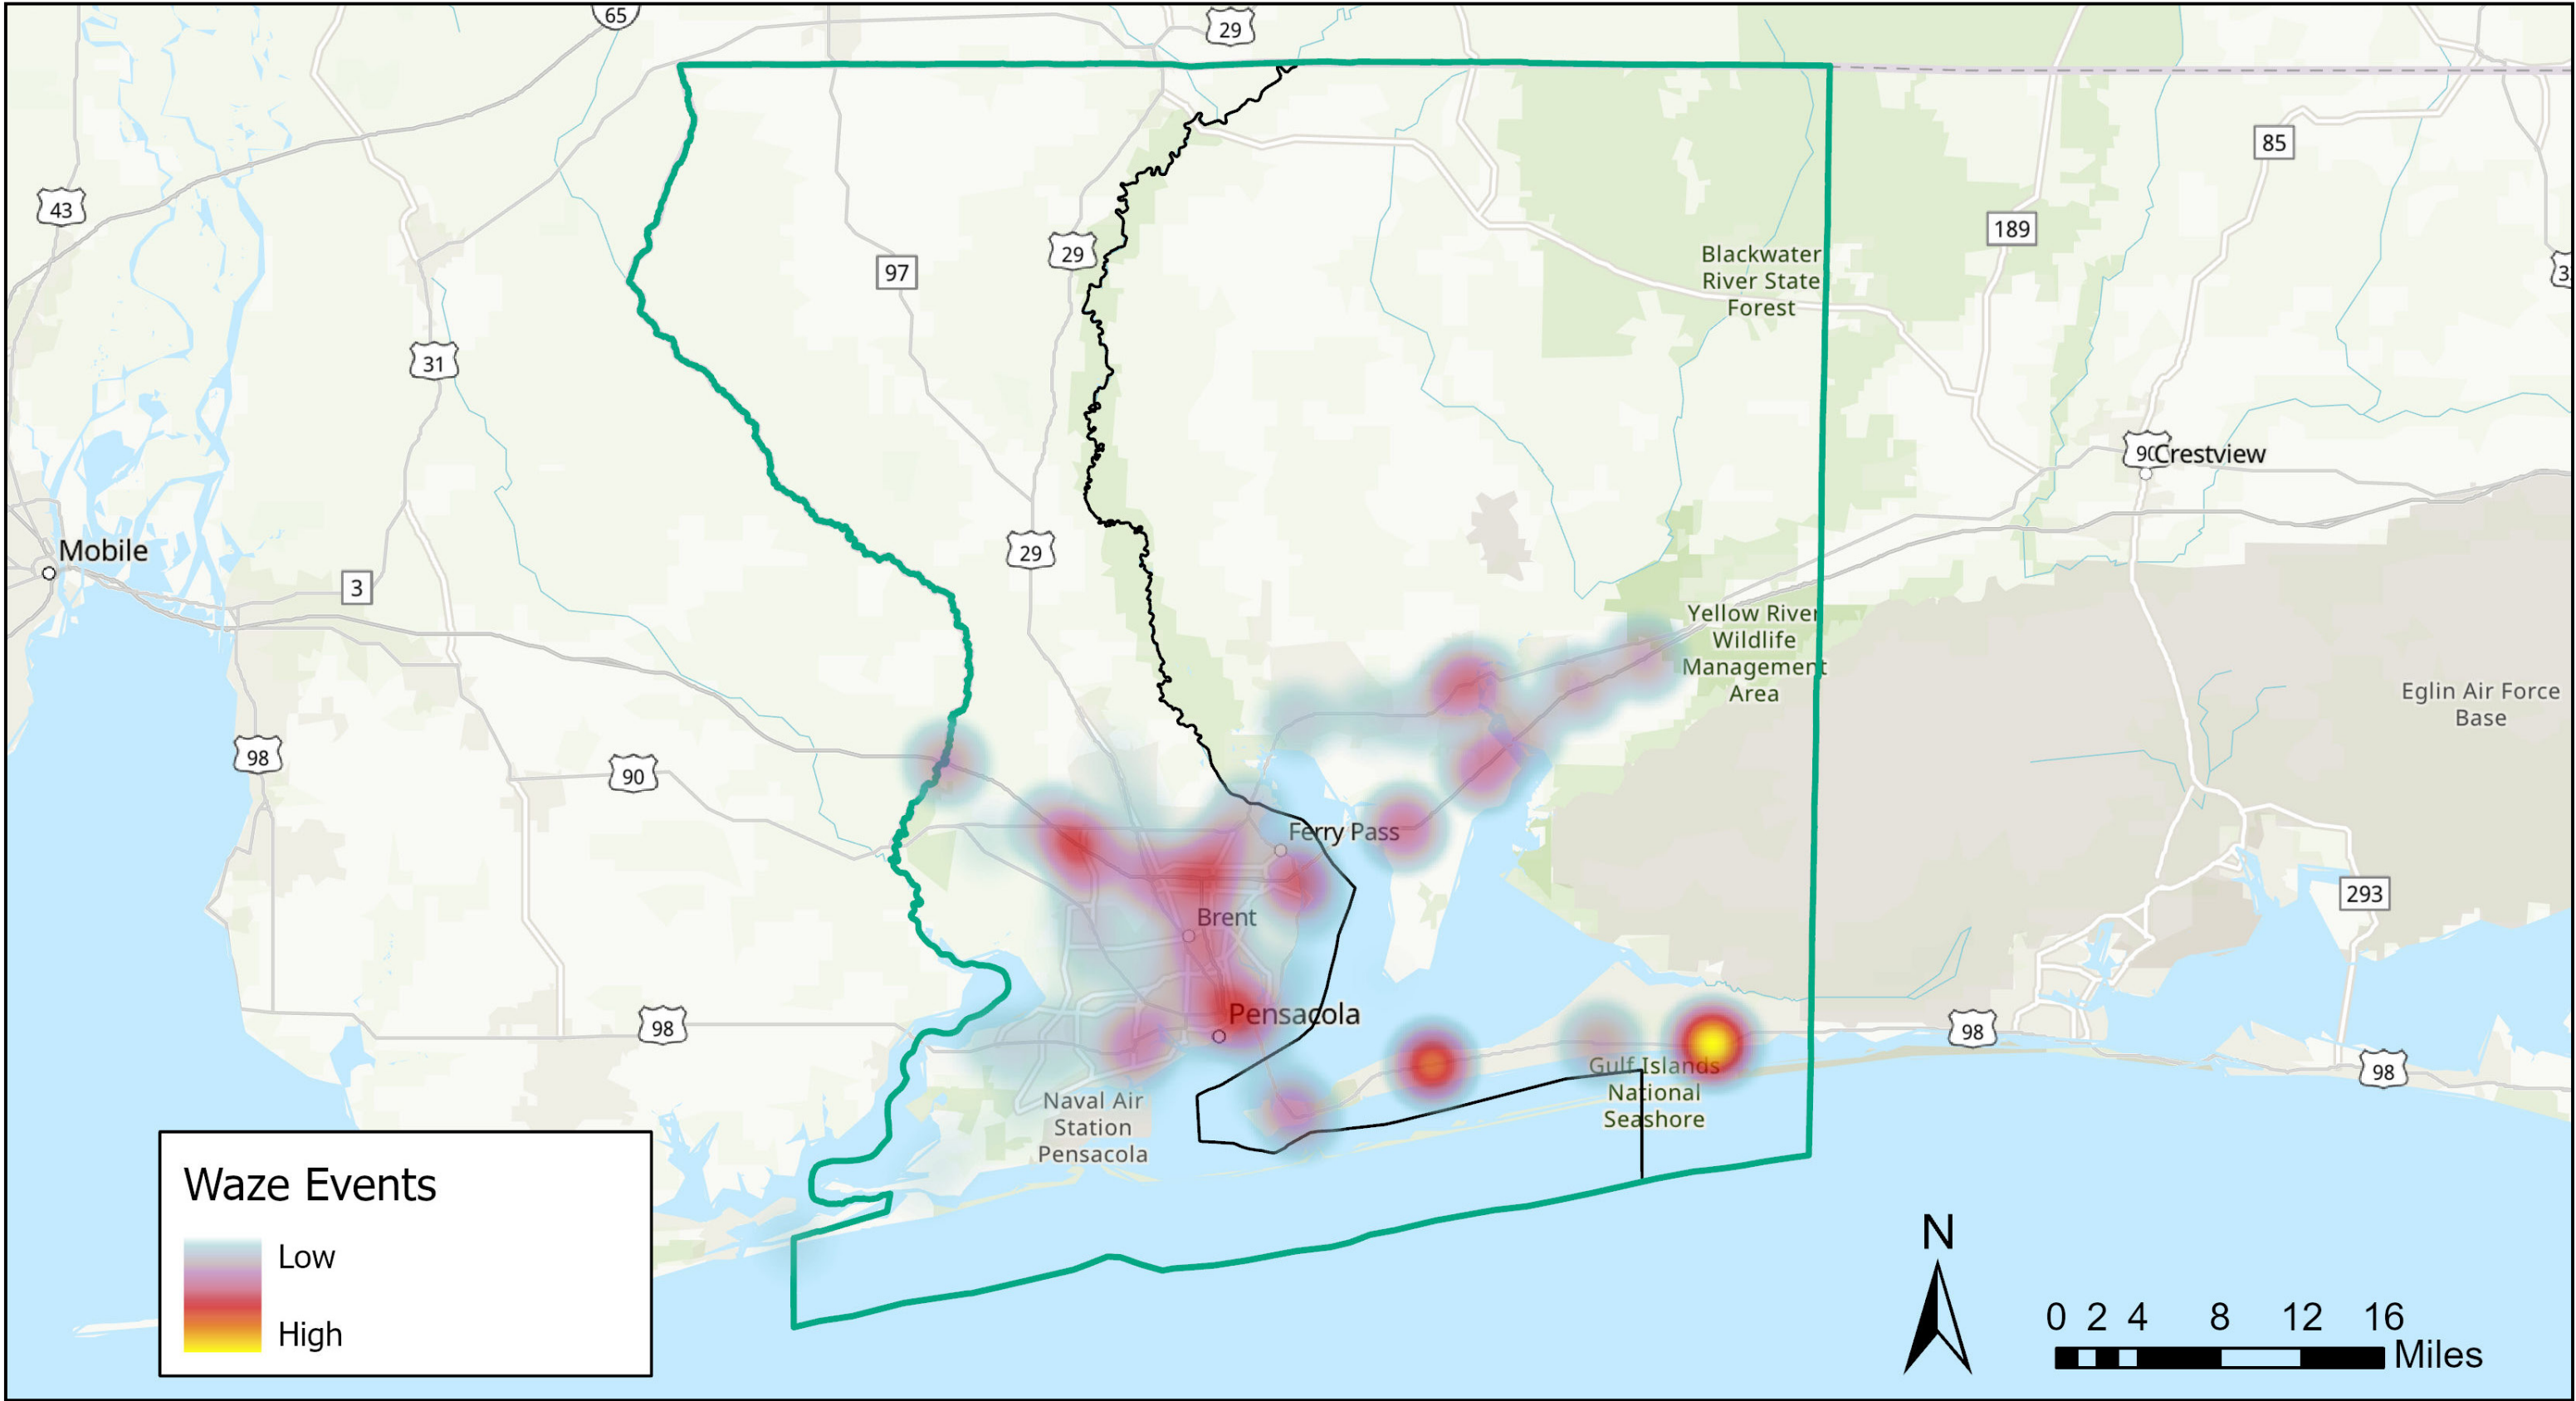 65
29
85
43
189
29
97
Blackwater
River State
Forest
3
31
90
Crestview
29
Mobile
3
Yellow River
Wildlife
Management
Area
Eglin Air Force
Base
98
90
Ferry Pass
293
Brent
Pensacola
98
98
98
Gulf Islands
National
Seashore
Naval Air
Station
Pensacola
Waze Events
Low
High
N
0 2 4 8 12 16
Miles